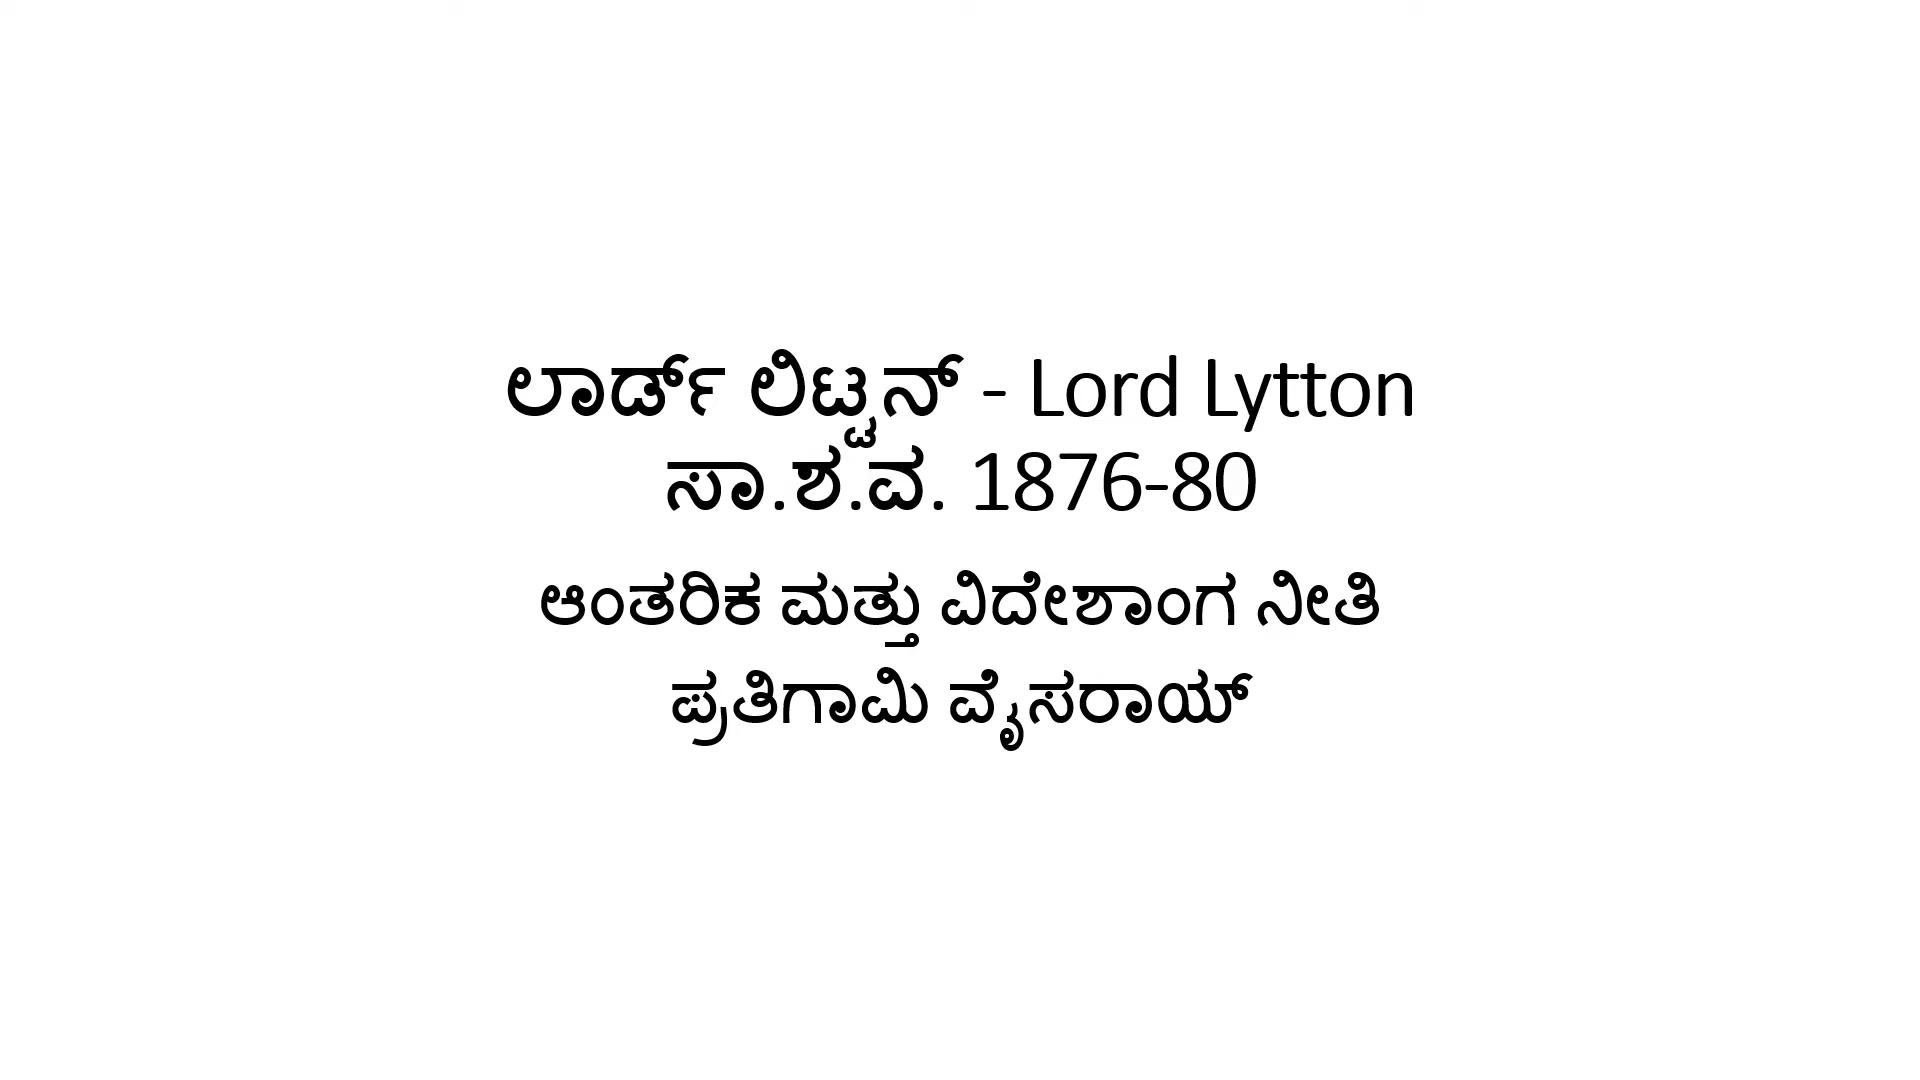 ಲಾರ್ಡ್ ಲಿಟ್ಟನ್ - Lord Lytton
ಸಾ.ಶ.ವ. 1876-80
ಆಂತರಿಕ ಮತ್ತು ವಿದೇಶಾಂಗ ನೀತಿ
ಪ್ರತಿಗಾಮಿ ವೈಸರಾಯ್